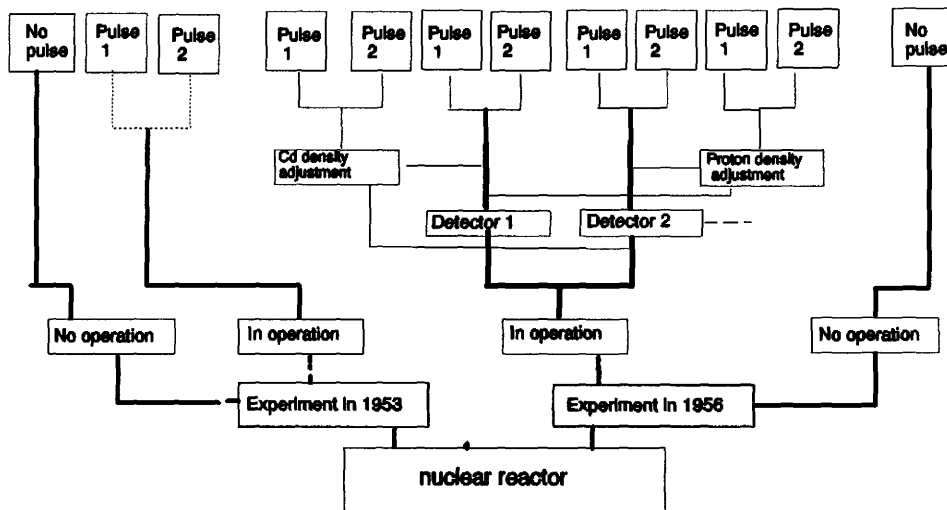 No
pulse
Pulse
1
Pulse
2
Pulse
1
Pulse
2
Pulse
1
Pulse
2
Pulse
1
Pulse
2
Pulse
1
Pulse
2
No
pulse
Cd density
adjustment
Proton density
adjustment
Detector 1
Detector 2
No operation
In operation
In operation
No operation
Experiment in 1953
Experiment in 1956
nuclear reactor